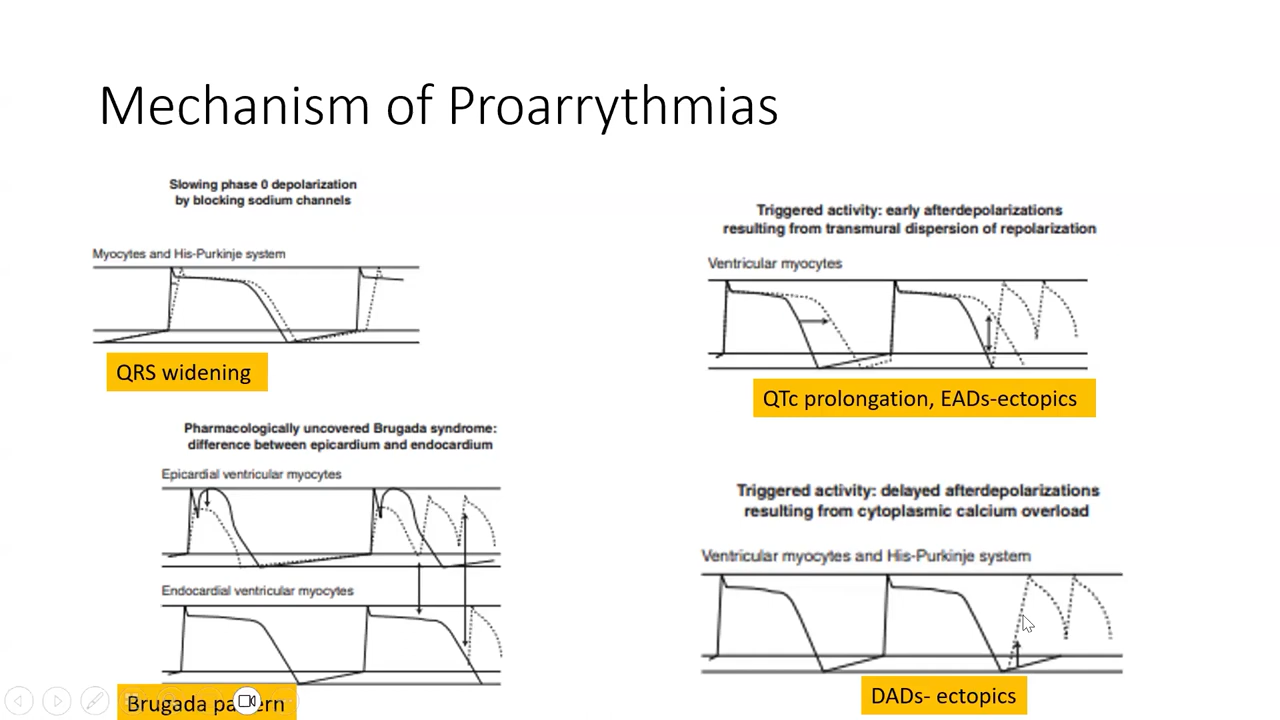 Mechanism of Proarrythmias
Slowing phase 0 depolarization
by blocking sodium channels
Myocytes and His-Purkinje system
QRS widening
Pharmacologically uncovered Brugada syndrome:
difference between epicardium and endocardium
Epicardial ventricular myocytes
Endocardial ventricular myocytes
Brugada
Triggered activity: early afterdepolarizations
resulting from transmural dispersion of repolarization
Ventricular myocytes
QTc prolongation, EADs-ectopics
Triggered activity: delayed afterdepolarizations
resulting from cytoplasmic calcium overload
Ventricular myocytes and His-Purkinje system
DADs- ectopics